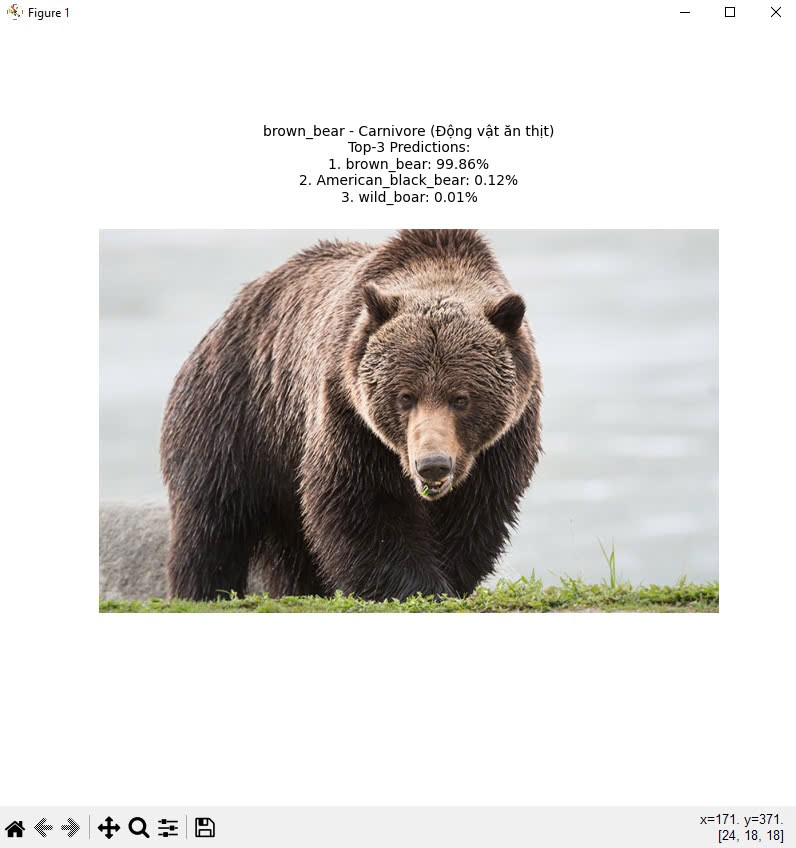 Figure 1
brown_bear - Carnivore (Động vật ăn thịt)
Top-3 Predictions:
1. brown_bear: 99.86%
2. American_black_bear: 0.12%
3. wild_boar: 0.01%
x=171. y=371.
[24, 18, 18]